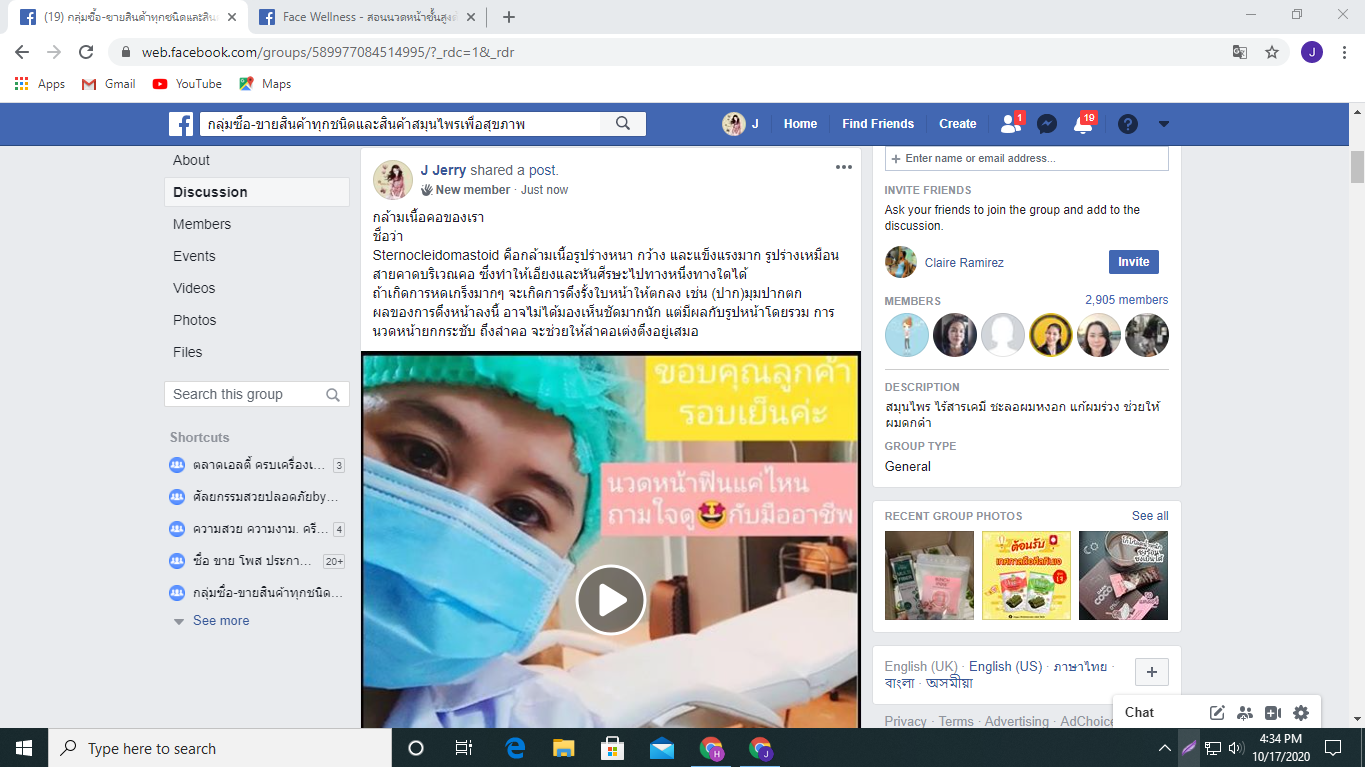 (19) กลุ่มซื้อ-ขายสินค้าทุกชนิดและสิน
Face Wellness - สอนนวดหน้าชั้นสูงด้
web.facebook.com/groups/589977084514995/?_rdc=1&_rdr
J
Apps
Gmail
YouTube
Maps
กลุ่มซื้อ-ขายสินค้าทุกชนิดและสินค้าสมุนไพรเพื่อสุขภาพ
J
Home
Find Friends
Create
1
19
About
Discussion
Members
Events
Videos
Photos
Files
Search this group
Shortcuts
ตลาดเอลตี้ ครบเครื่องเ... 3
ศัลยกรรมสวยปลอดภัยby...
ความสวย ความงาม. ครี... 4
ซื้อ ขาย โพส ประกา... 20+
กลุ่มซื้อ-ขายสินค้าทุกชนิด...
See more
J Jerry shared a post.
New member · Just now
กล้ามเนื้อคอของเรา
ชื่อว่า
Sternocleidomastoid คือกล้ามเนื้อรูปร่างหนา กว้าง และแข็งแรงมาก รูปร่างเหมือน
สายคาดบริเวณคอ ซึ่งทำให้เอียงและหันศีรษะไปทางหนึ่งทางใดได้
ถ้าเกิดการหดเกร็งมากๆ จะเกิดการดึงรั้งใบหน้าให้ตกลง เช่น (ปาก)มุมปากตก
ผลของการดึงหน้าลงนี้ อาจไม่ได้มองเห็นชัดมากนัก แต่มีผลกับรูปหน้าโดยรวม การ
นวดหน้ายกกระชับ ถึงลำคอ จะช่วยให้ลำคอเต่งตึงอยู่เสมอ
ขอบคุณลูกค้า
รอบเย็นค่ะ
นวดหน้าฟินแค่ไหน
ถามใจดู🤩กับมืออาชีพ
+ Enter name or email address...
INVITE FRIENDS
Ask your friends to join the group and add to the
discussion.
Claire Ramirez
Invite
MEMBERS
2,905 members
DESCRIPTION
สมุนไพร ไร้สารเคมี ชะลอผมหงอก แก้ผมร่วง ช่วยให้
ผมดกดำ
GROUP TYPE
General
RECENT GROUP PHOTOS
See all
ต้อนรับ
English (UK) · English (US) · ภาษาไทย ·
বাংলা · অসমীয়া
Privacy · Terms · Advertising · AdChoice
Chat
Type here to search
H
J
4:34 PM
10/17/2020